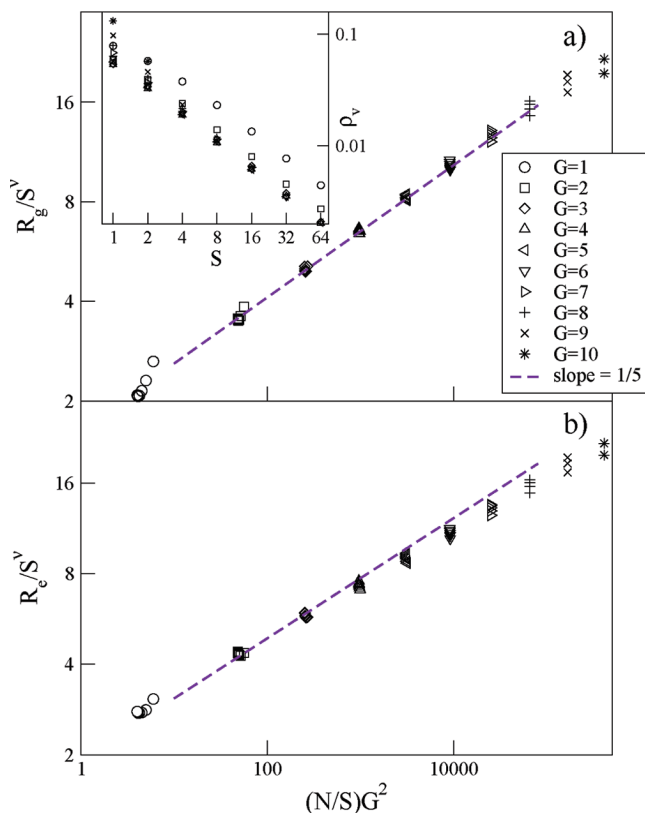 a)
0.1
0.01
ρv
1 2 4 8 16 32 64
S
16
8
4
2
Rg/S^ν
G=1
G=2
G=3
G=4
G=5
G=6
G=7
G=8
G=9
G=10
slope = 1/5
b)
16
8
4
2
Re/S^ν
1 100 10000
(N/S)G²